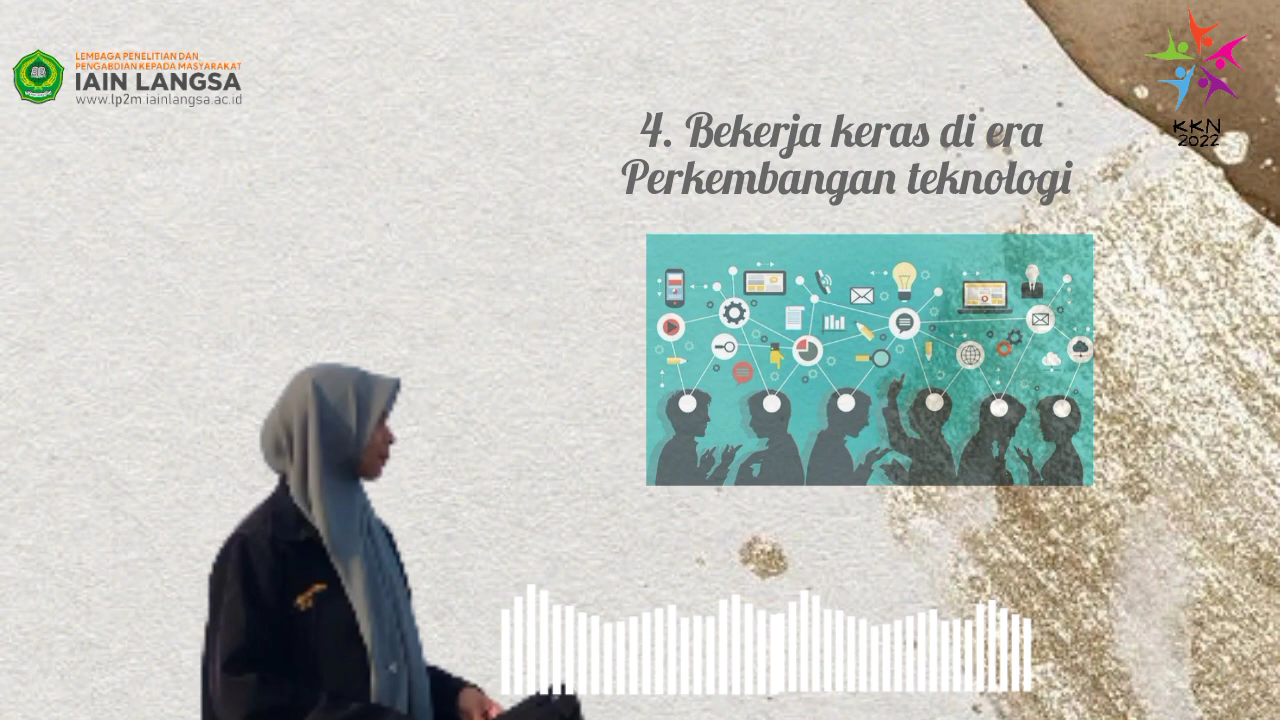 LEMBAGA PENELITIAN DAN
PENGABDIAN KEPADA MASYARAKAT
IAIN LANGSA
www.lp2m.iainlangsa.ac.id
KKN
2022
4. Bekerja keras di era
Perkembangan teknologi